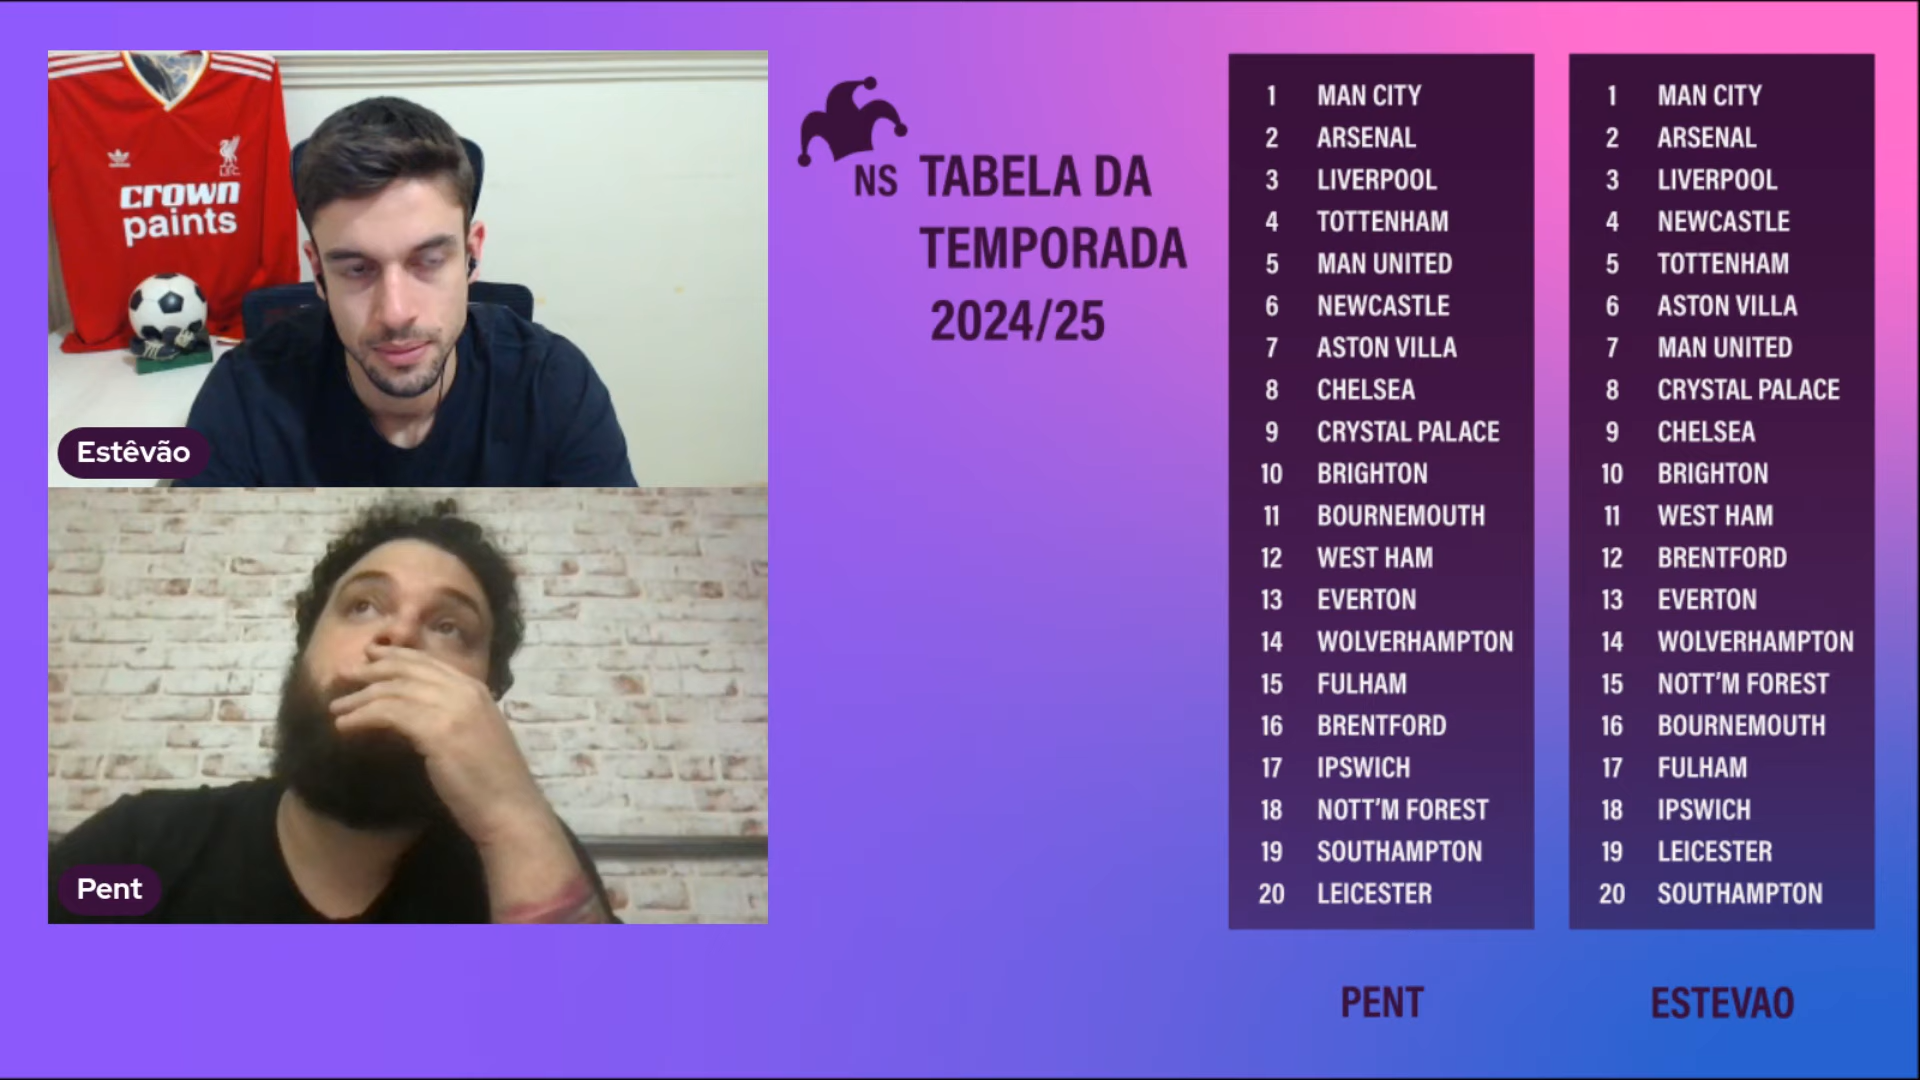 crown
paints
L.F.C.
Estêvão
Pent
NS TABELA DA
TEMPORADA
2024/25
1 MAN CITY
2 ARSENAL
3 LIVERPOOL
4 TOTTENHAM
5 MAN UNITED
6 NEWCASTLE
7 ASTON VILLA
8 CHELSEA
9 CRYSTAL PALACE
10 BRIGHTON
11 BOURNEMOUTH
12 WEST HAM
13 EVERTON
14 WOLVERHAMPTON
15 FULHAM
16 BRENTFORD
17 IPSWICH
18 NOTT'M FOREST
19 SOUTHAMPTON
20 LEICESTER
PENT
1 MAN CITY
2 ARSENAL
3 LIVERPOOL
4 NEWCASTLE
5 TOTTENHAM
6 ASTON VILLA
7 MAN UNITED
8 CRYSTAL PALACE
9 CHELSEA
10 BRIGHTON
11 WEST HAM
12 BRENTFORD
13 EVERTON
14 WOLVERHAMPTON
15 NOTT'M FOREST
16 BOURNEMOUTH
17 FULHAM
18 IPSWICH
19 LEICESTER
20 SOUTHAMPTON
ESTEVAO